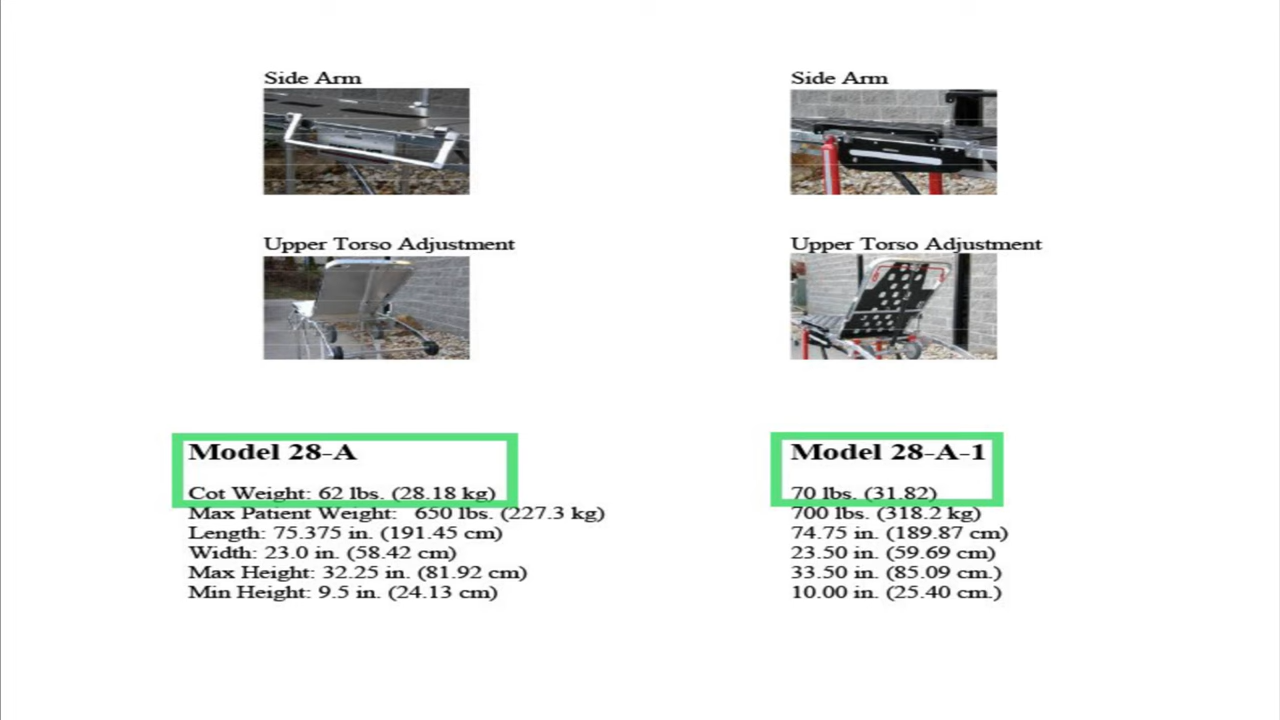 Side Arm
Side Arm
Upper Torso Adjustment
Upper Torso Adjustment
Model 28-A
Cot Weight: 62 lbs. (28.18 kg)
Max Patient Weight: 650 lbs. (227.3 kg)
Length: 75.375 in. (191.45 cm)
Width: 23.0 in. (58.42 cm)
Max Height: 32.25 in. (81.92 cm)
Min Height: 9.5 in. (24.13 cm)
Model 28-A-1
70 lbs. (31.82)
700 lbs. (318.2 kg)
74.75 in. (189.87 cm)
23.50 in. (59.69 cm)
33.50 in. (85.09 cm.)
10.00 in. (25.40 cm.)